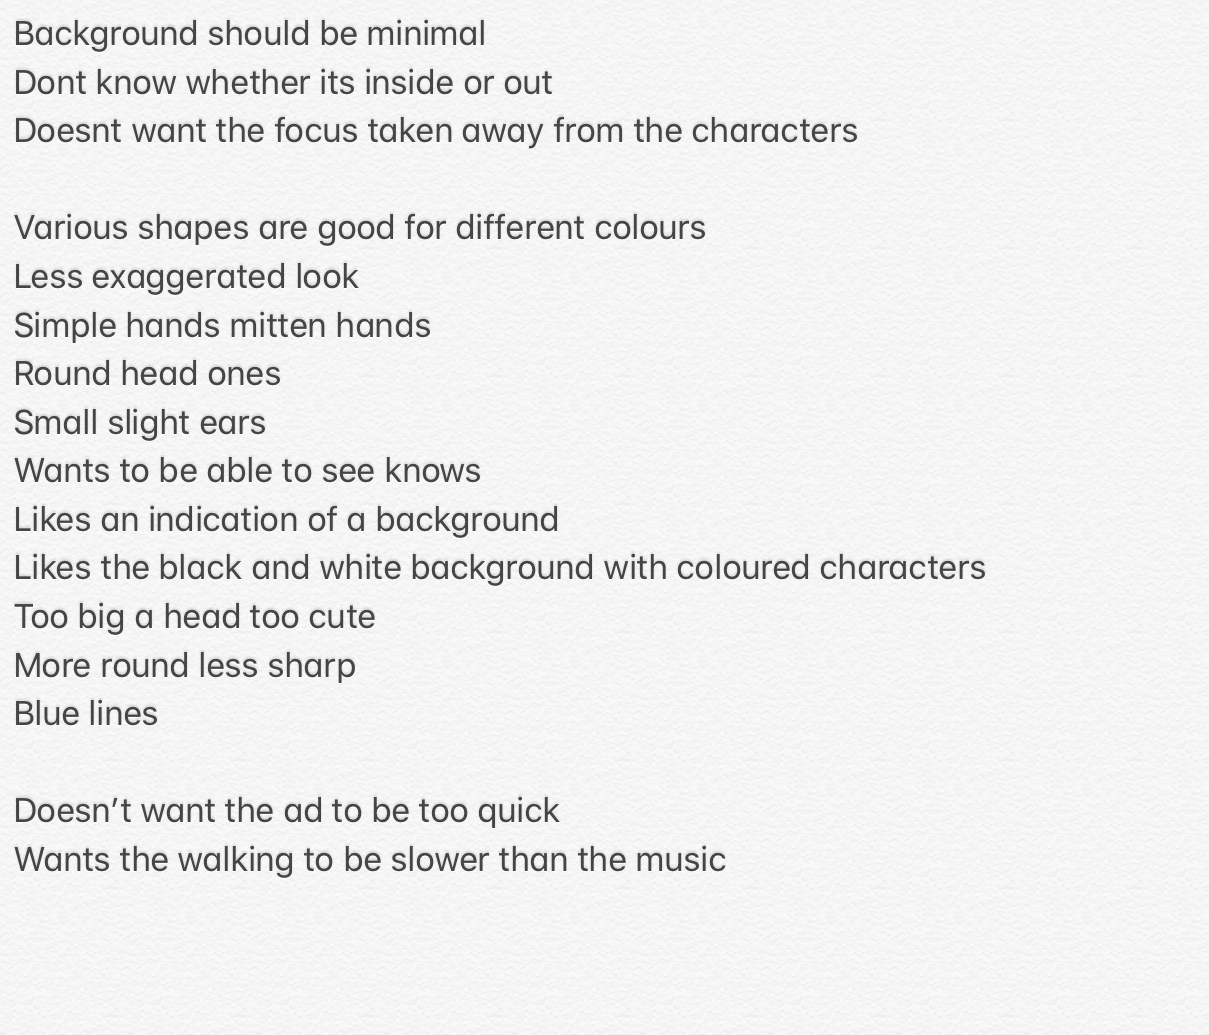 Background should be minimal
Dont know whether its inside or out
Doesnt want the focus taken away from the characters
Various shapes are good for different colours
Less exaggerated look
Simple hands mitten hands
Round head ones
Small slight ears
Wants to be able to see knows
Likes an indication of a background
Likes the black and white background with coloured characters
Too big a head too cute
More round less sharp
Blue lines
Doesn’t want the ad to be too quick
Wants the walking to be slower than the music